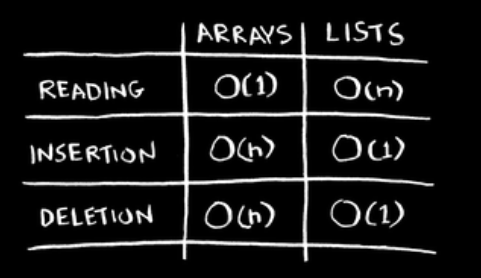 ARRAYS LISTS
READING O(1) O(n)
INSERTION O(n) O(1)
DELETION O(n) O(1)